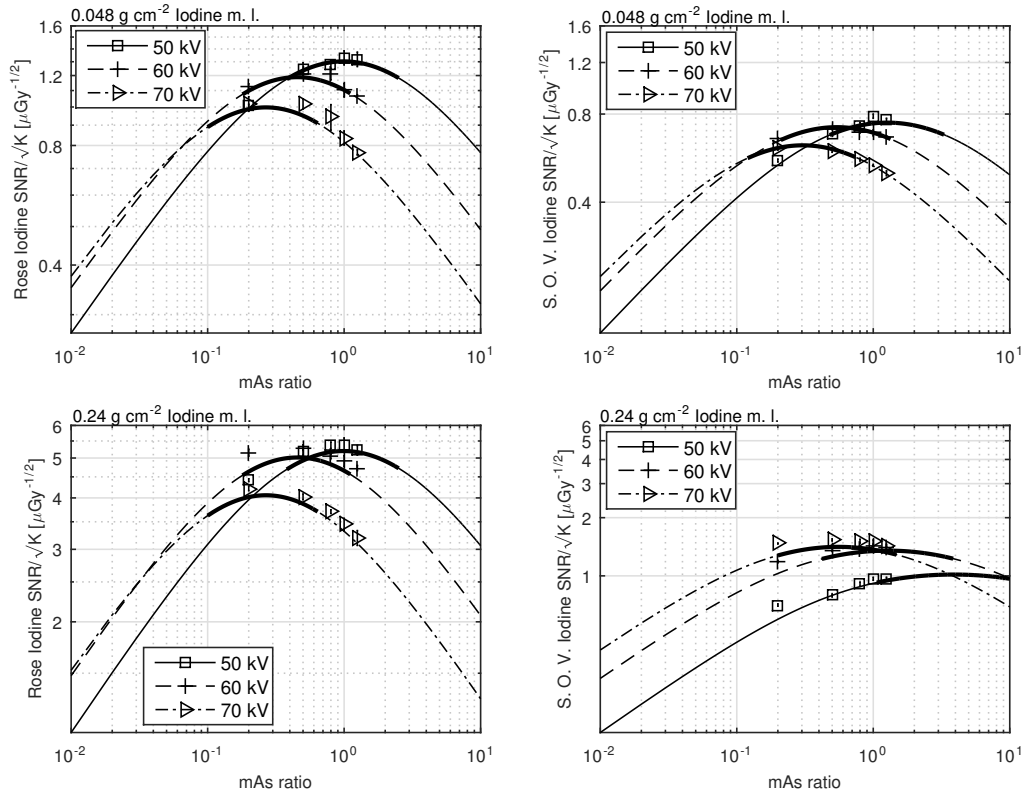 0.048 g cm-2 Iodine m. l.
1.6
1.2
0.8
0.4
Rose Iodine SNR/√K [μGy-1/2]
50 kV
60 kV
70 kV
10-2
10-1
100
101
mAs ratio
0.048 g cm-2 Iodine m. l.
1.6
1.2
0.8
0.4
S. O. V. Iodine SNR/√K [μGy-1/2]
50 kV
60 kV
70 kV
10-2
10-1
100
101
mAs ratio
0.24 g cm-2 Iodine m. l.
6
5
4
3
2
Rose Iodine SNR/√K [μGy-1/2]
50 kV
60 kV
70 kV
10-2
10-1
100
101
mAs ratio
0.24 g cm-2 Iodine m. l.
6
5
4
3
2
1
S. O. V. Iodine SNR/√K [μGy-1/2]
50 kV
60 kV
70 kV
10-2
10-1
100
101
mAs ratio